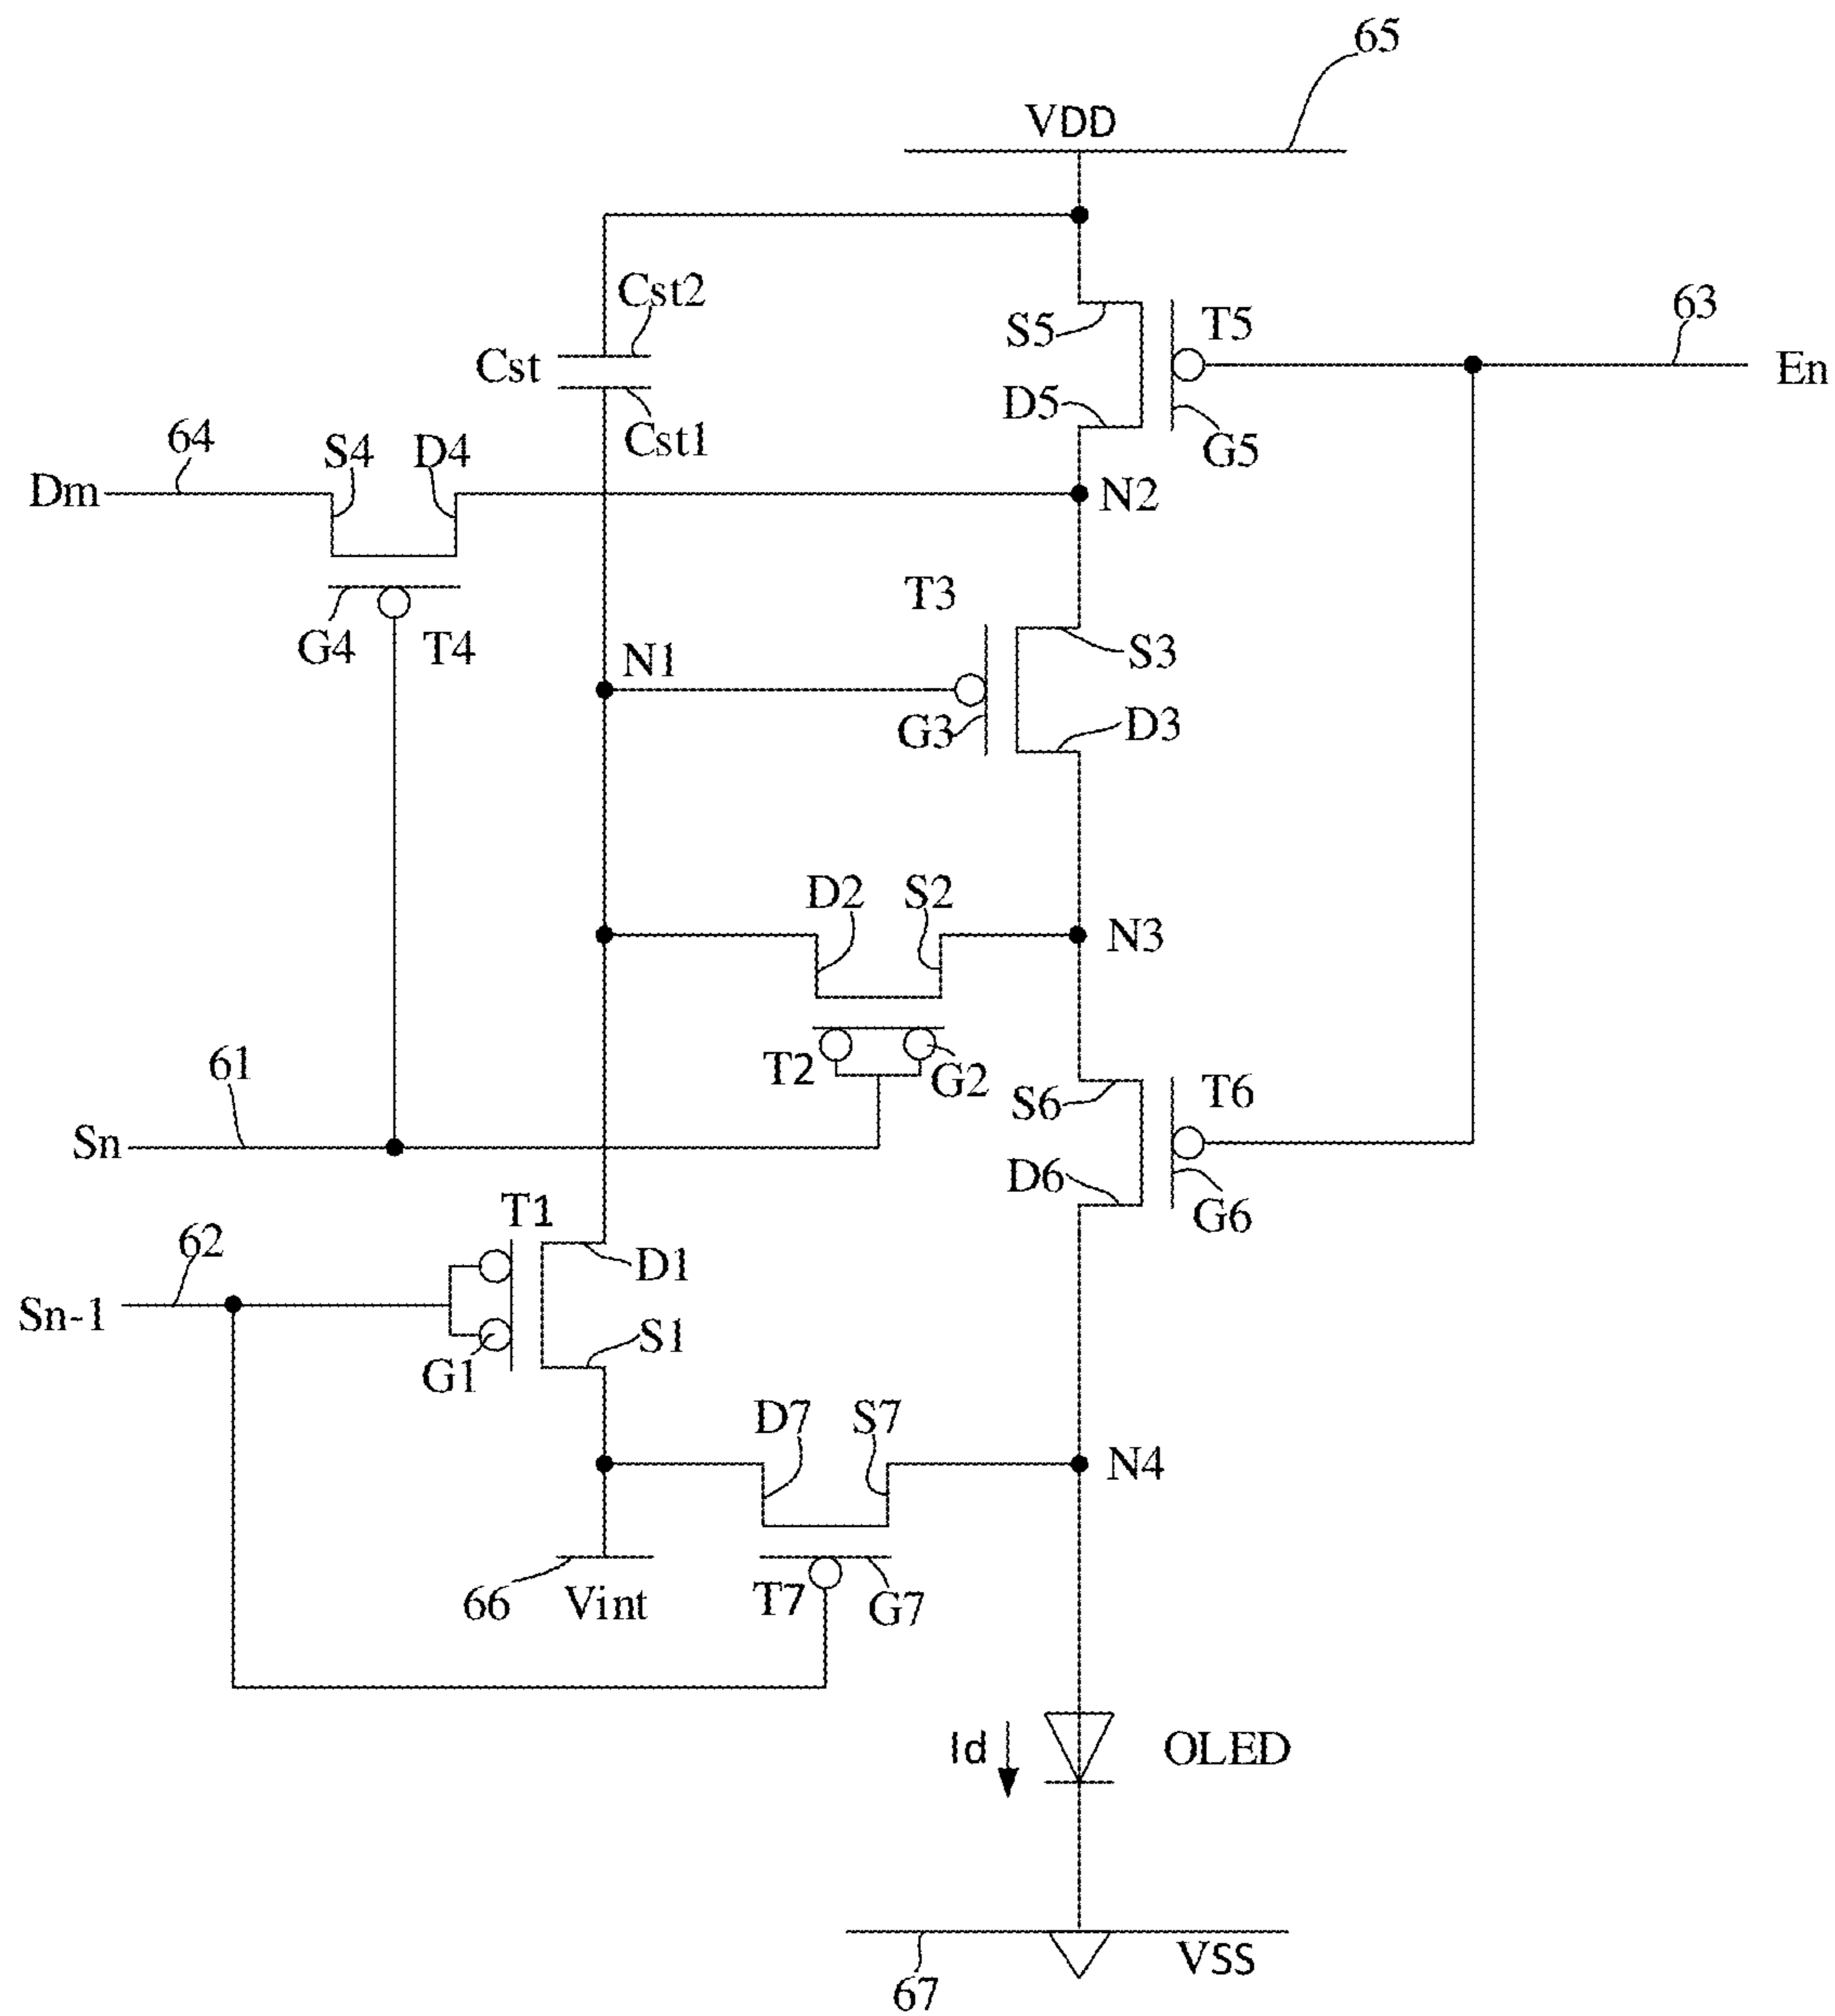 65
VDD
Cst2
S5
T5
63
Cst
En
D5
64
S4
D4
Cst1
G5
Dm
N2
T3
G4
T4
N1
S3
G3
D3
D2
S2
N3
61
T2
G2
S6
T6
Sn
D6
T1
G6
62
D1
Sn-1
S1
G1
D7
S7
N4
66
Vint
T7
G7
Id
OLED
VSS
67